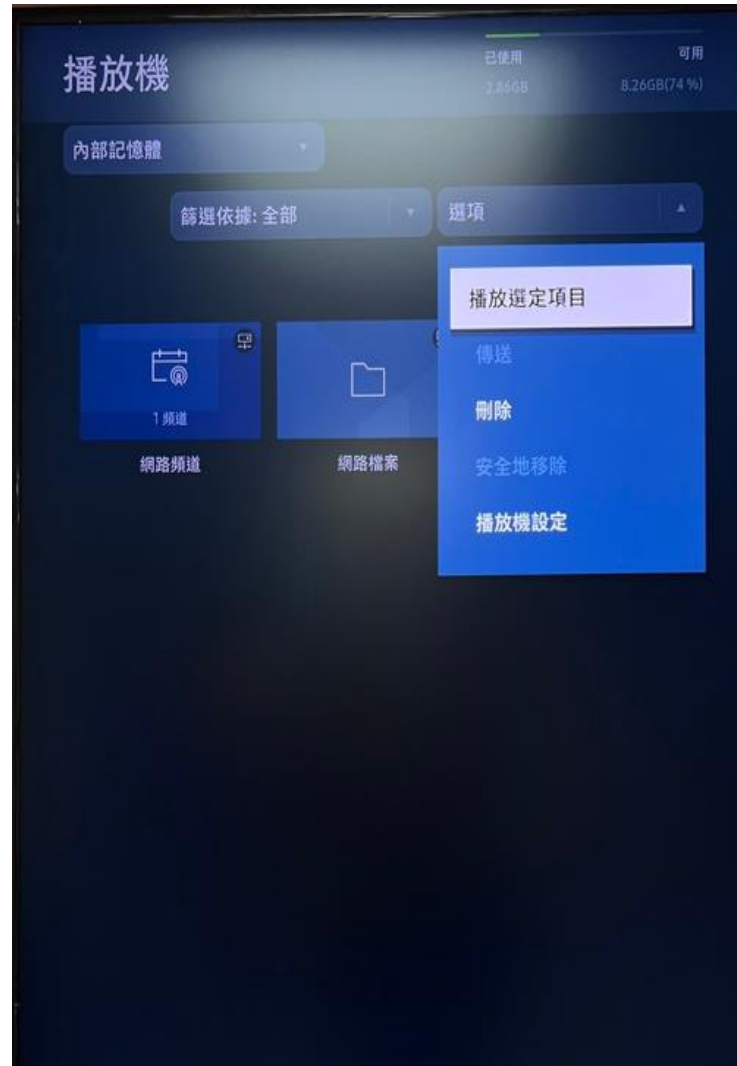 播放機
已使用
可用
2.86GB
8.26GB(74 %)
內部記憶體
篩選依據: 全部
選項
播放選定項目
傳送
刪除
安全地移除
播放機設定
1 頻道
網路頻道
網路檔案